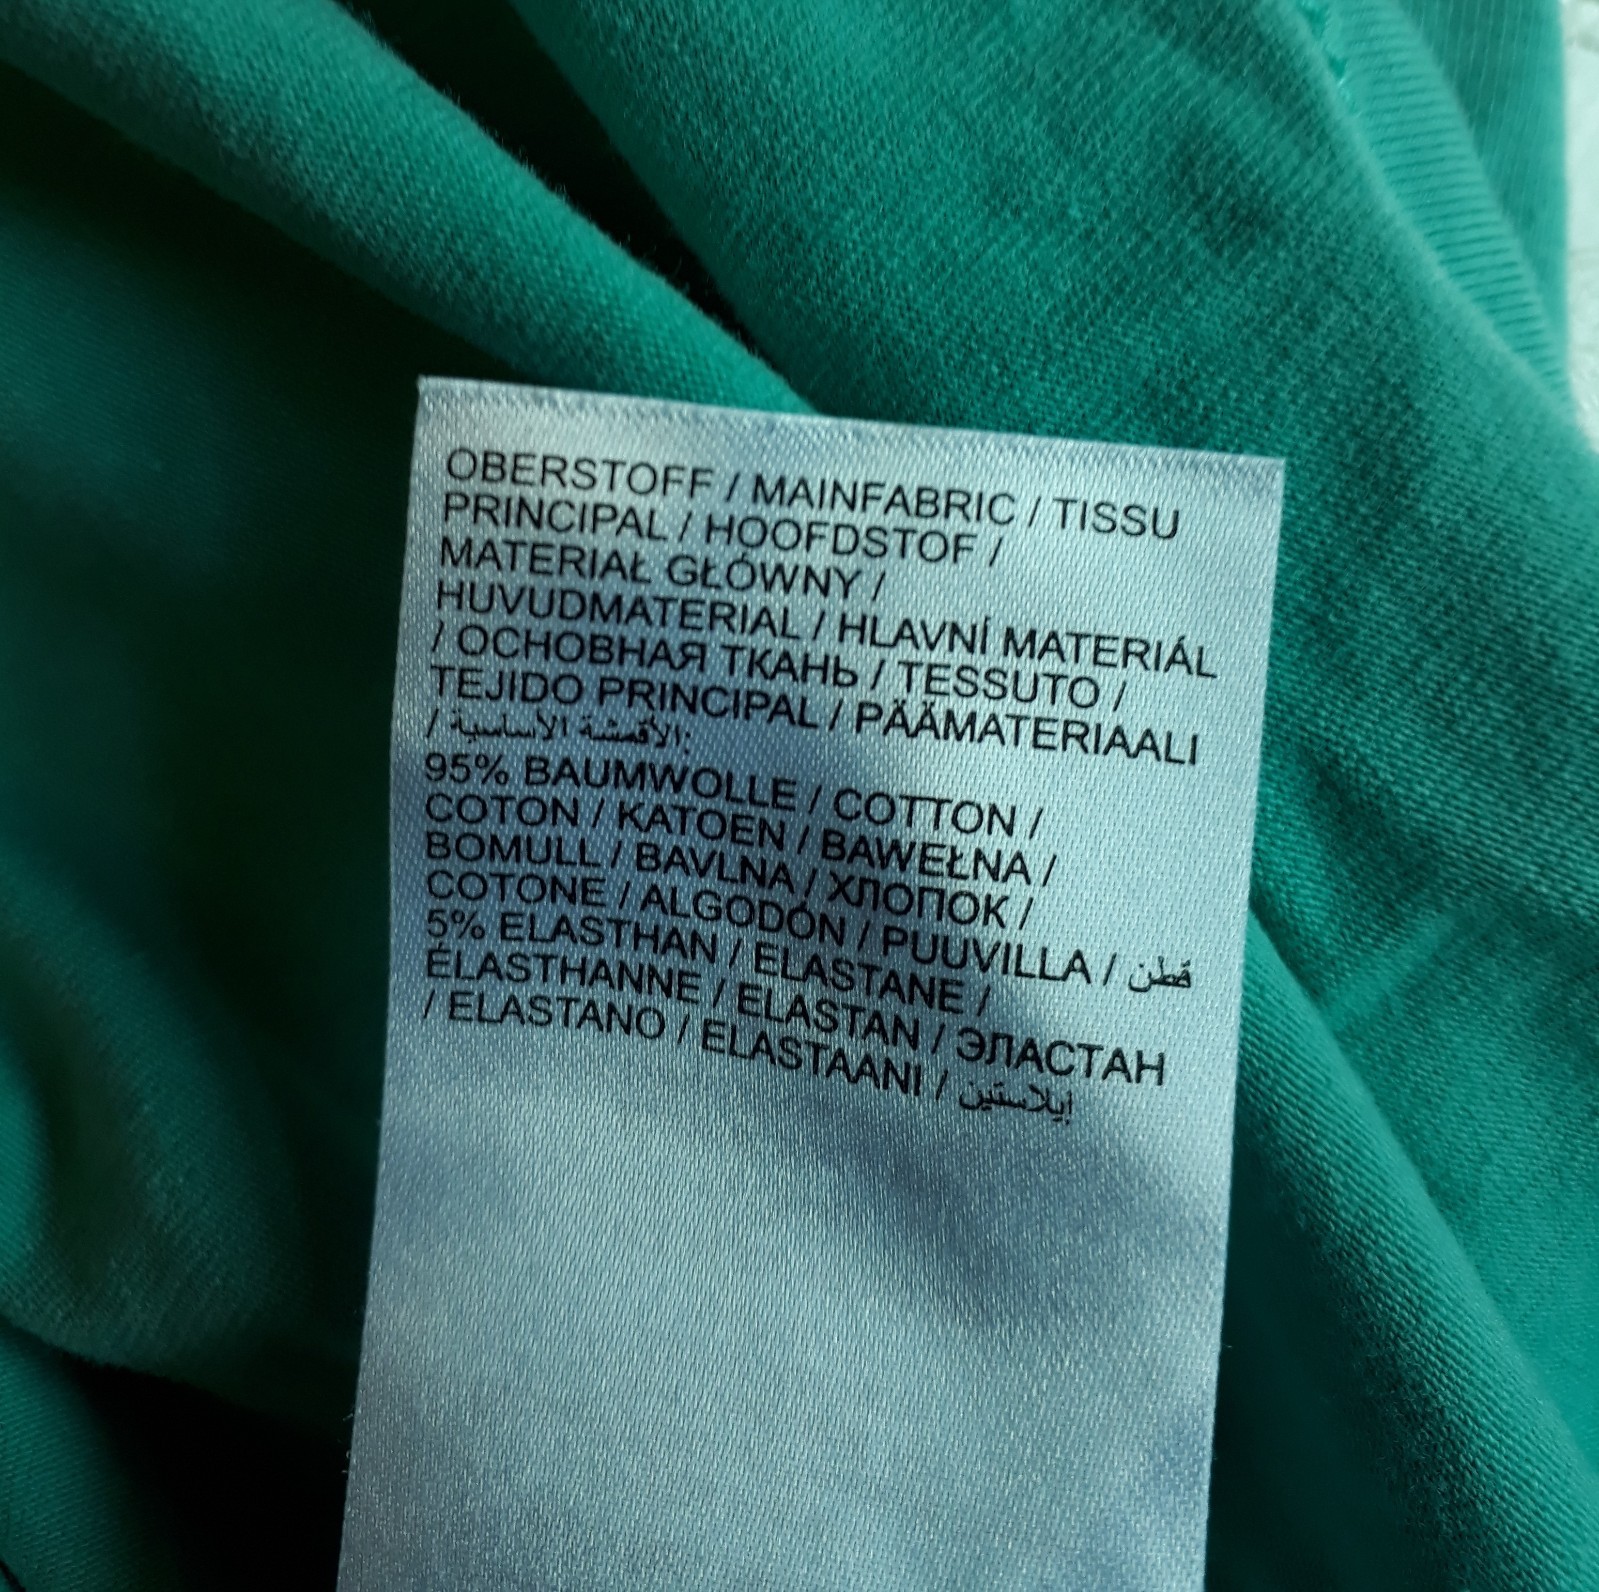 OBERSTOFF / MAINFABRIC / TISSU
PRINCIPAL / HOOFDSTOF /
MATERIAŁ GŁÓWNY /
HUVUDMATERIAL / HLAVNÍ MATERIÁL
/ ОСНОВНАЯ ТКАНЬ / TESSUTO /
TEJIDO PRINCIPAL / PÄÄMATERIAALI
/ الأقمشة الأساسية:
95% BAUMWOLLE / COTTON /
COTON / KATOEN / BAWEŁNA /
BOMULL / BAVLNA / ХЛОПОК /
COTONE / ALGODÓN / PUUVILLA / قطن
5% ELASTHAN / ELASTANE /
ÉLASTHANNE / ELASTAN / ЭЛАСТАН
/ ELASTANO / ELASTAANI / إيلاستين